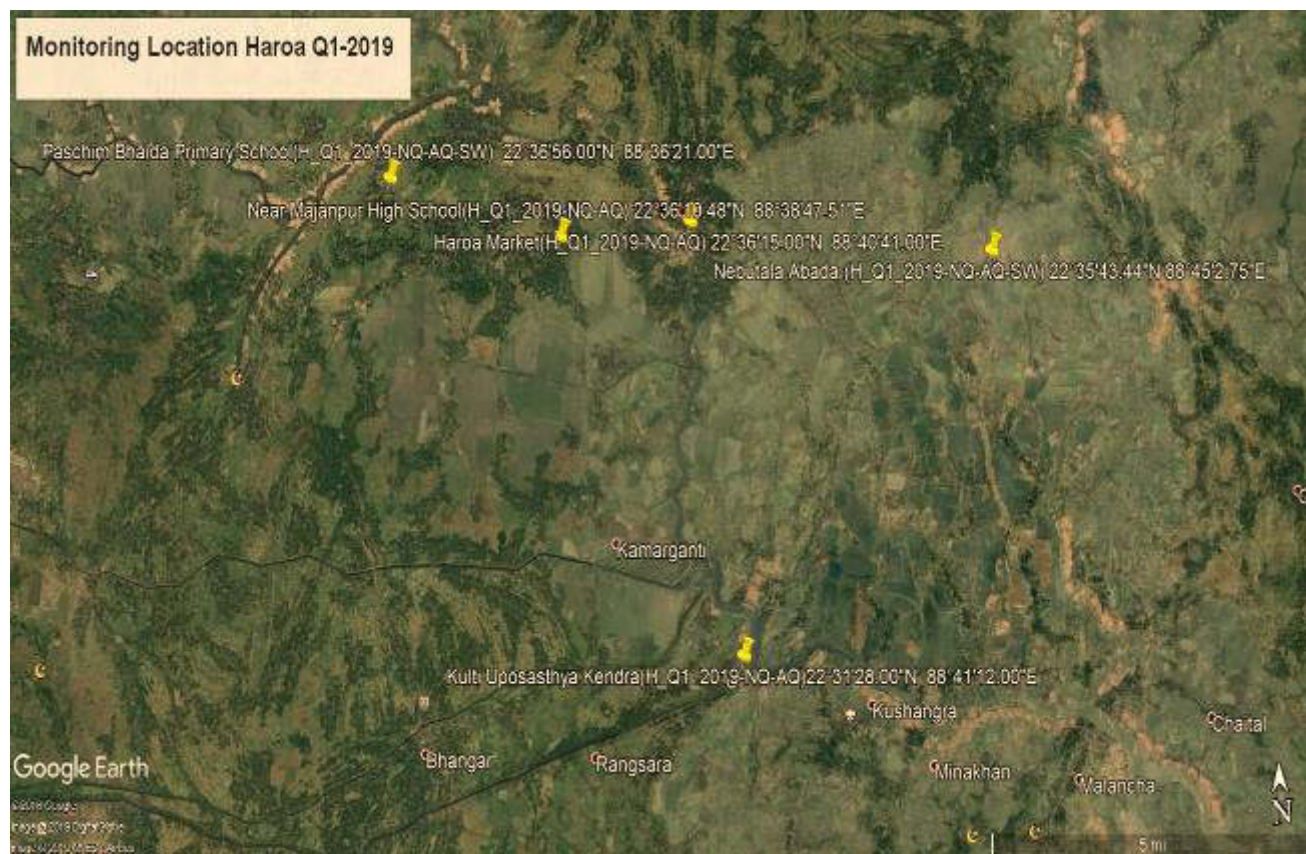 Monitoring Location Haroa Q1-2019
Paschim Bhaida Primary School(H_Q1_2019-NQ-AQ-SW) 22°36'56.00"N 88°36'21.00"E
Near Majanpur High School(H_Q1_2019-NQ-AQ) 88°38'47.51"E
Haroa Market(H_Q1_2019-NQ-AQ) 22°36'15.00"N 88°40'41.00"E
Nebutala Abada (H_Q1_2019-NQ-AQ-SW) 22°35'43.44"N 88°45'2.75"E
Kamarganti
Kulti Uposasthya Kendra(H_Q1_2019-NQ-AQ)22°31'28.00"N 88°41'12.00"E
Kushangra
Chaital
Bhangar
Rangsara
Minakhan
Malancha
Google Earth
N
5 mi